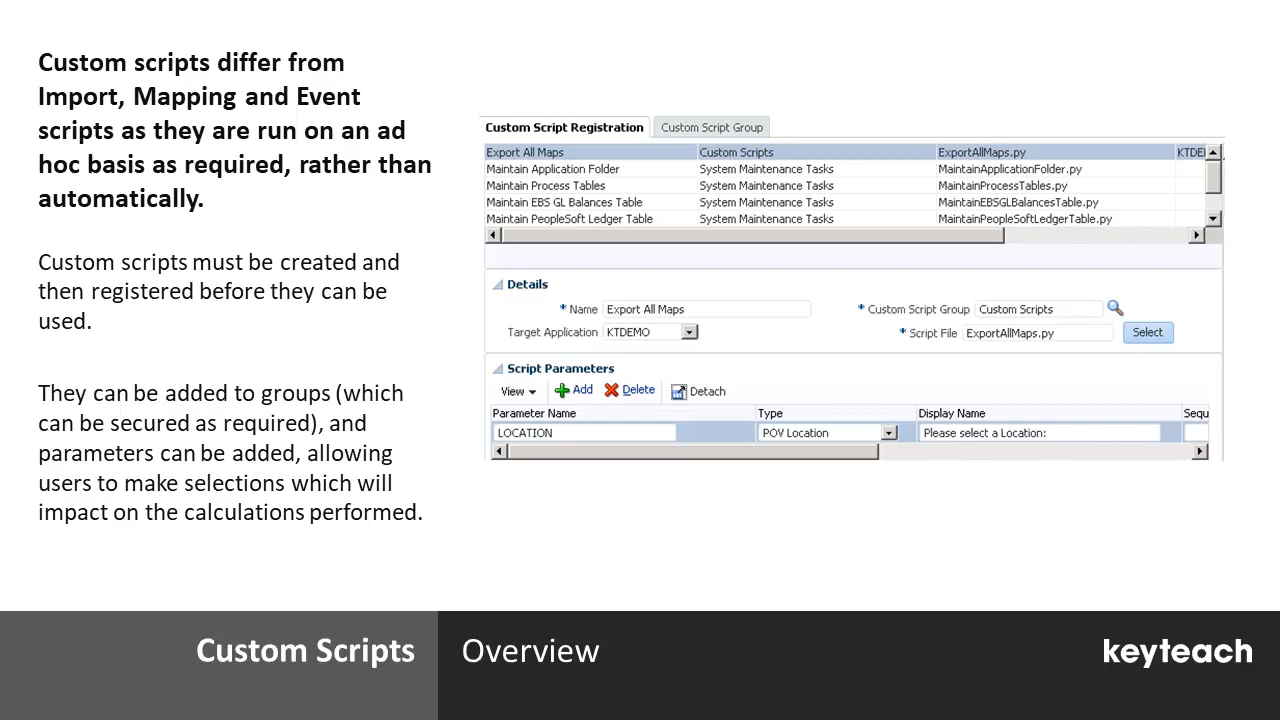 Custom scripts differ from
Import, Mapping and Event
scripts as they are run on an ad
hoc basis as required, rather than
automatically.
Custom scripts must be created and
then registered before they can be
used.
They can be added to groups (which
can be secured as required), and
parameters can be added, allowing
users to make selections which will
impact on the calculations performed.
Custom Script Registration Custom Script Group
Export All Maps Custom Scripts ExportAllMaps.py
Maintain Application Folder System Maintenance Tasks MaintainApplicationFolder.py
Maintain Process Tables System Maintenance Tasks MaintainProcessTables.py
Maintain EBS GL Balances Table System Maintenance Tasks MaintainEBSGLBalancesTable.py
Maintain PeopleSoft Ledger Table System Maintenance Tasks MaintainPeopleSoftLedgerTable.py
Details
* Name Export All Maps * Custom Script Group Custom Scripts
Target Application KTDEMO * Script File ExportAllMaps.py Select
Script Parameters
View Add Delete Detach
Parameter Name Type Display Name Sequ
LOCATION POV Location Please select a Location:
Custom Scripts Overview keyteach